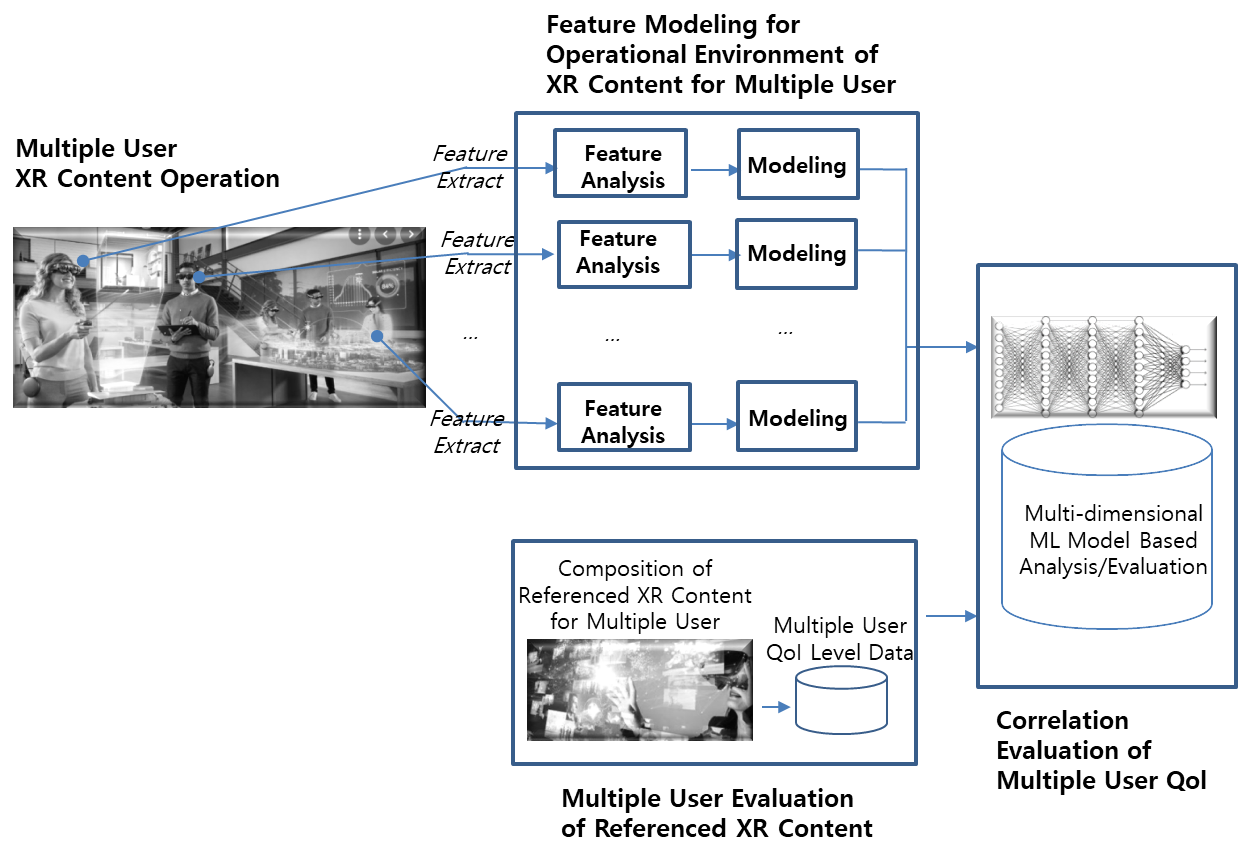 Feature Modeling for
Operational Environment of
XR Content for Multiple User
Multiple User
XR Content Operation
Feature
Extract
Feature
Analysis
Modeling
Feature
Extract
Feature
Analysis
Modeling
...
...
...
Feature
Extract
Feature
Analysis
Modeling
Multi-dimensional
ML Model Based
Analysis/Evaluation
Composition of
Referenced XR Content
for Multiple User
Multiple User
QoI Level Data
Correlation
Evaluation of
Multiple User QoI
Multiple User Evaluation
of Referenced XR Content